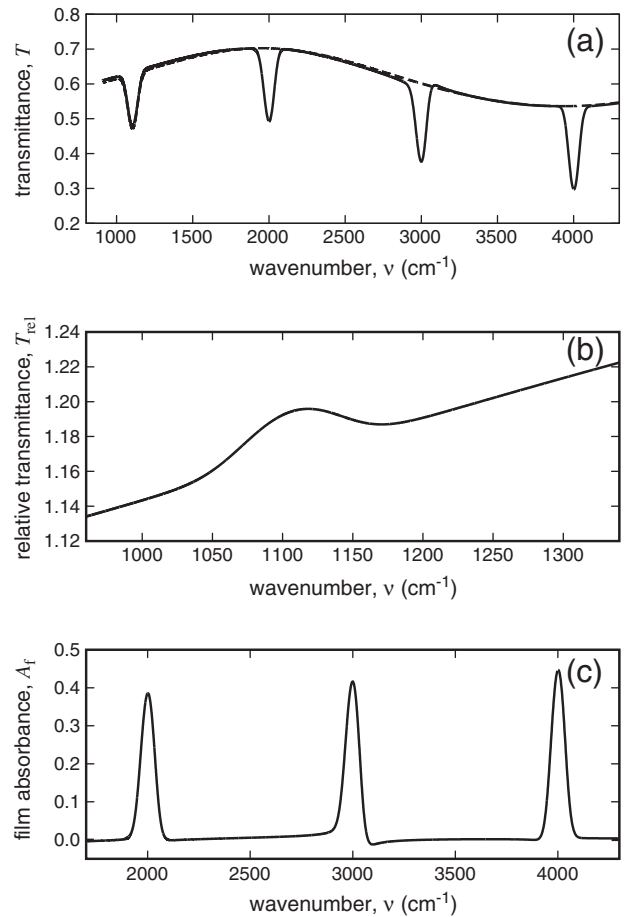 (a)
transmittance, T
0.7
0.6
0.5
0.4
0.3
0.2
1000 1500 2000 2500 3000 3500 4000
wavenumber, ν (cm⁻¹)
(b)
relative transmittance, Tᵣₑₗ
1.24
1.22
1.20
1.18
1.16
1.14
1.12
1000 1050 1100 1150 1200 1250 1300
wavenumber, ν (cm⁻¹)
(c)
film absorbance, A_f
0.5
0.4
0.3
0.2
0.1
0.0
2000 2500 3000 3500 4000
wavenumber, ν (cm⁻¹)